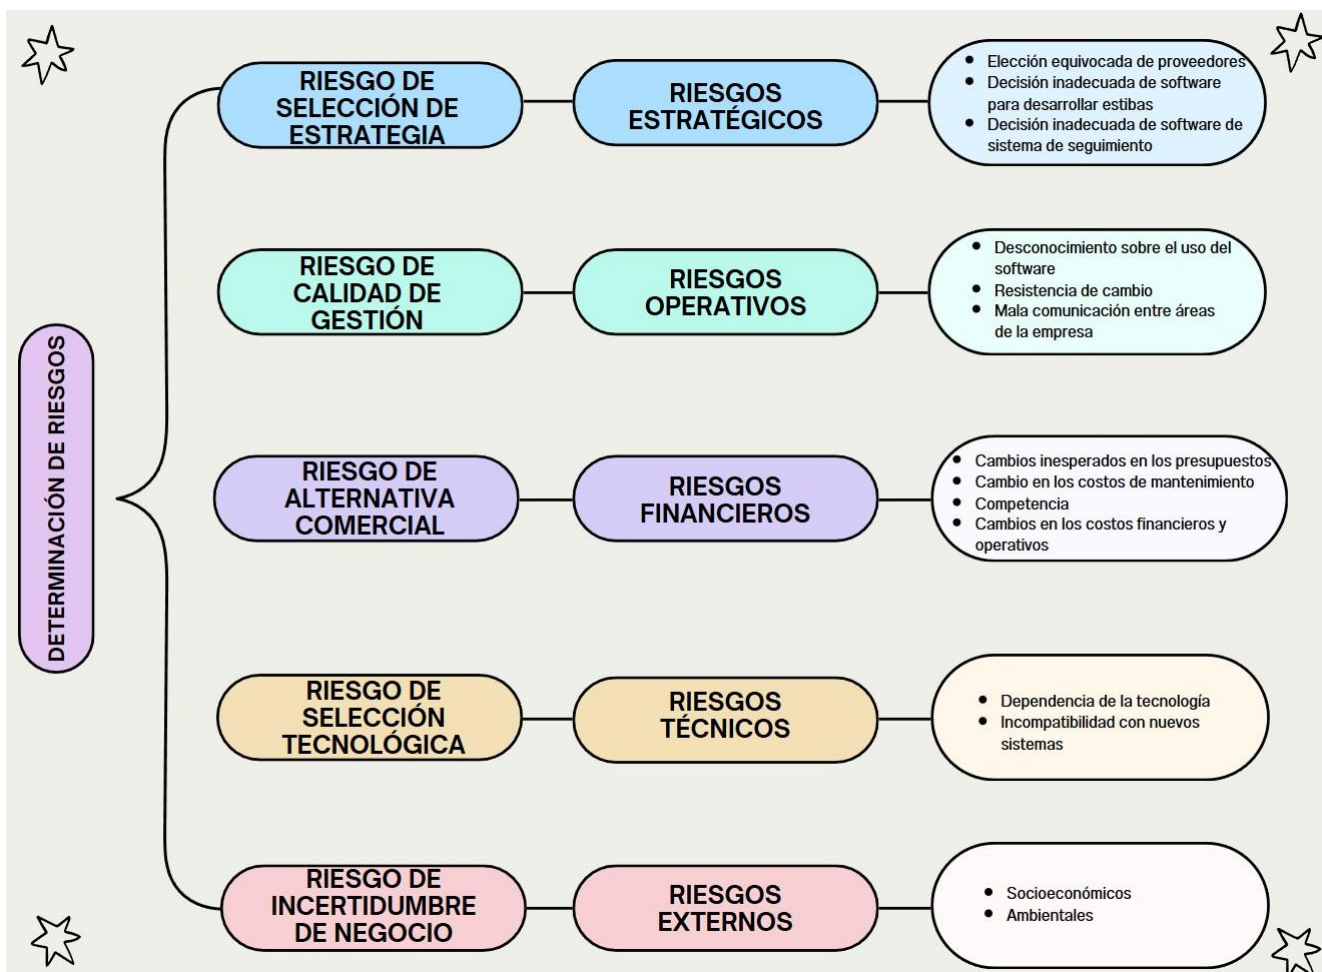 DETERMINACIÓN DE RIESGOS
RIESGO DE
SELECCIÓN DE
ESTRATEGIA
RIESGOS
ESTRATÉGICOS
• Elección equivocada de proveedores
• Decisión inadecuada de software
para desarrollar estibas
• Decisión inadecuada de software de
sistema de seguimiento
RIESGO DE
CALIDAD DE
GESTIÓN
RIESGOS
OPERATIVOS
• Desconocimiento sobre el uso del
software
• Resistencia de cambio
• Mala comunicación entre áreas
de la empresa
RIESGO DE
ALTERNATIVA
COMERCIAL
RIESGOS
FINANCIEROS
• Cambios inesperados en los presupuestos
• Cambio en los costos de mantenimiento
• Competencia
• Cambios en los costos financieros y
operativos
RIESGO DE
SELECCIÓN
TECNOLÓGICA
RIESGOS
TÉCNICOS
• Dependencia de la tecnología
• Incompatibilidad con nuevos
sistemas
RIESGO DE
INCERTIDUMBRE
DE NEGOCIO
RIESGOS
EXTERNOS
• Socioeconómicos
• Ambientales